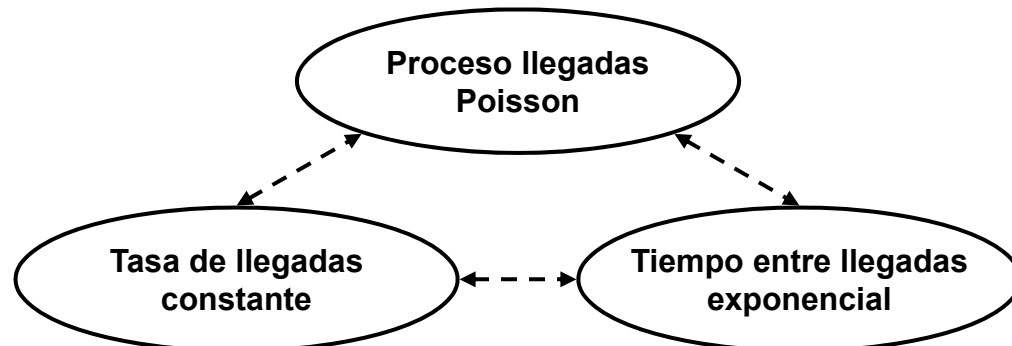 Proceso llegadas
Poisson
Tasa de llegadas
constante
Tiempo entre llegadas
exponencial